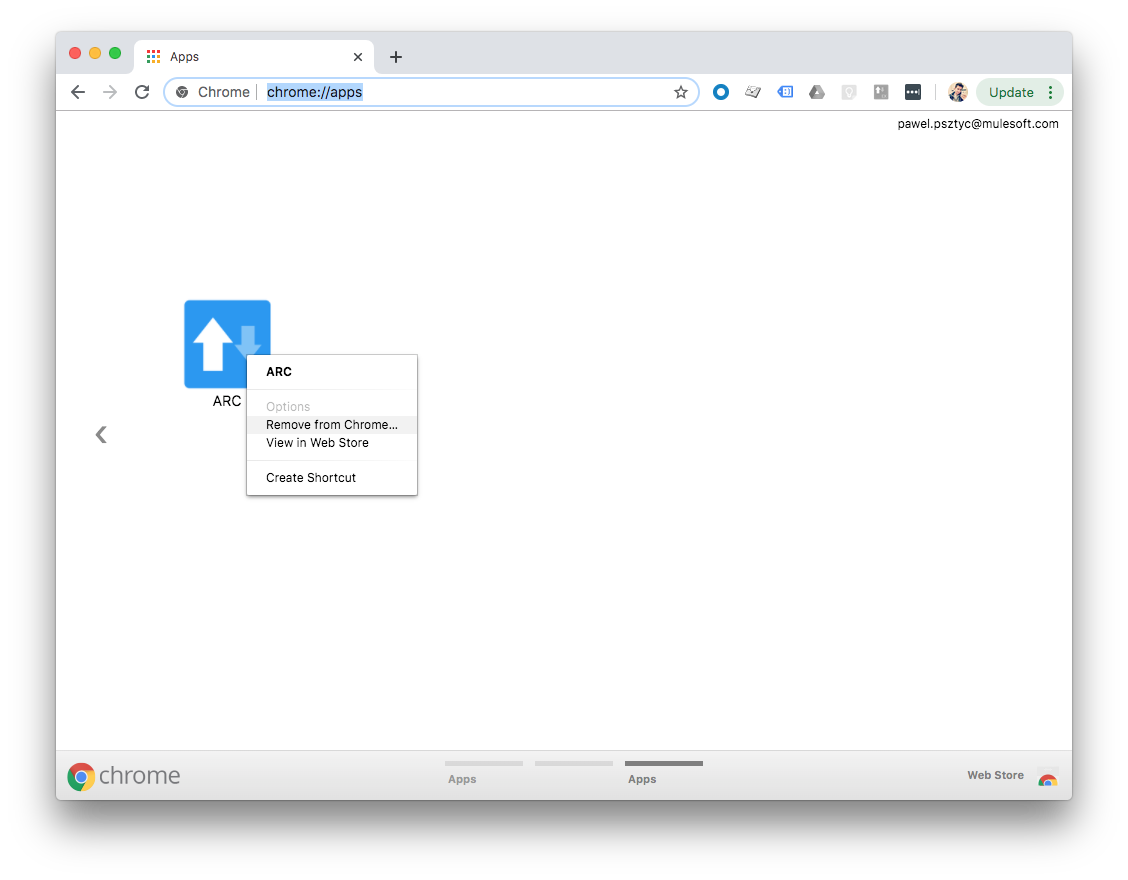 Apps
Chrome chrome://apps Update
pawel.psztyc@mulesoft.com
ARC
ARC
Options
Remove from Chrome...
View in Web Store
Create Shortcut
chrome
Apps
Apps
Web Store